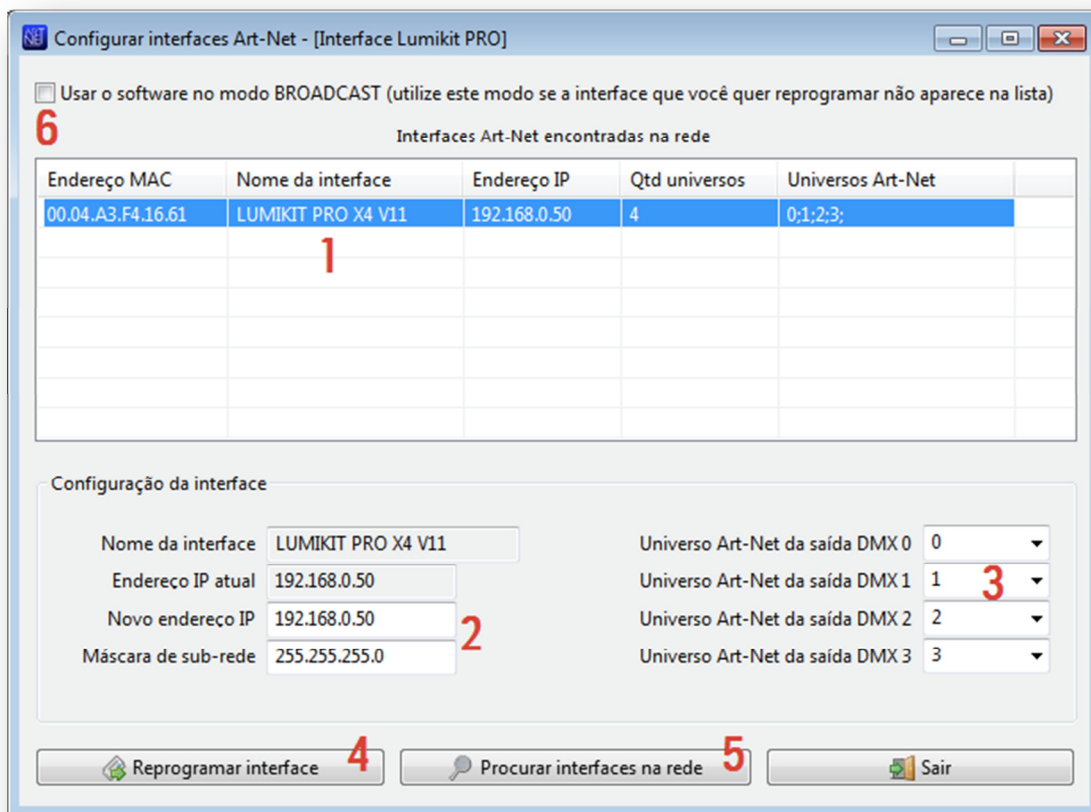 Configurar interfaces Art-Net - [Interface Lumikit PRO]
Usar o software no modo BROADCAST (utilize este modo se a interface que você quer reprogramar não aparece na lista)
6
Interfaces Art-Net encontradas na rede
Endereço MAC Nome da interface Endereço IP Qtd universos Universos Art-Net
00.04.A3.F4.16.61 LUMIKIT PRO X4 V11 192.168.0.50 4 0;1;2;3;
1
Configuração da interface
Nome da interface LUMIKIT PRO X4 V11 Universo Art-Net da saída DMX 0 0
Endereço IP atual 192.168.0.50 Universo Art-Net da saída DMX 1 1 3
Novo endereço IP 192.168.0.50 2 Universo Art-Net da saída DMX 2 2
Máscara de sub-rede 255.255.255.0 Universo Art-Net da saída DMX 3 3
Reprogramar interface 4 Procurar interfaces na rede 5 Sair